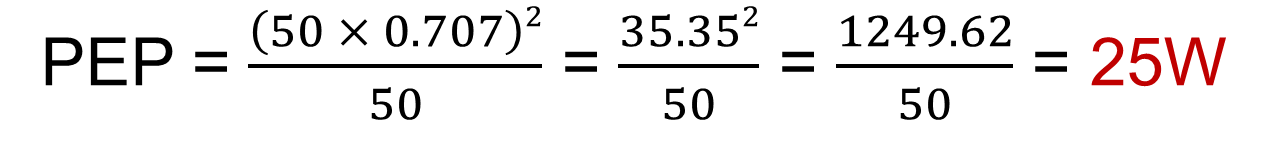 PEP = (50 × 0.707)² / 50 = 35.35² / 50 = 1249.62 / 50 = 25W